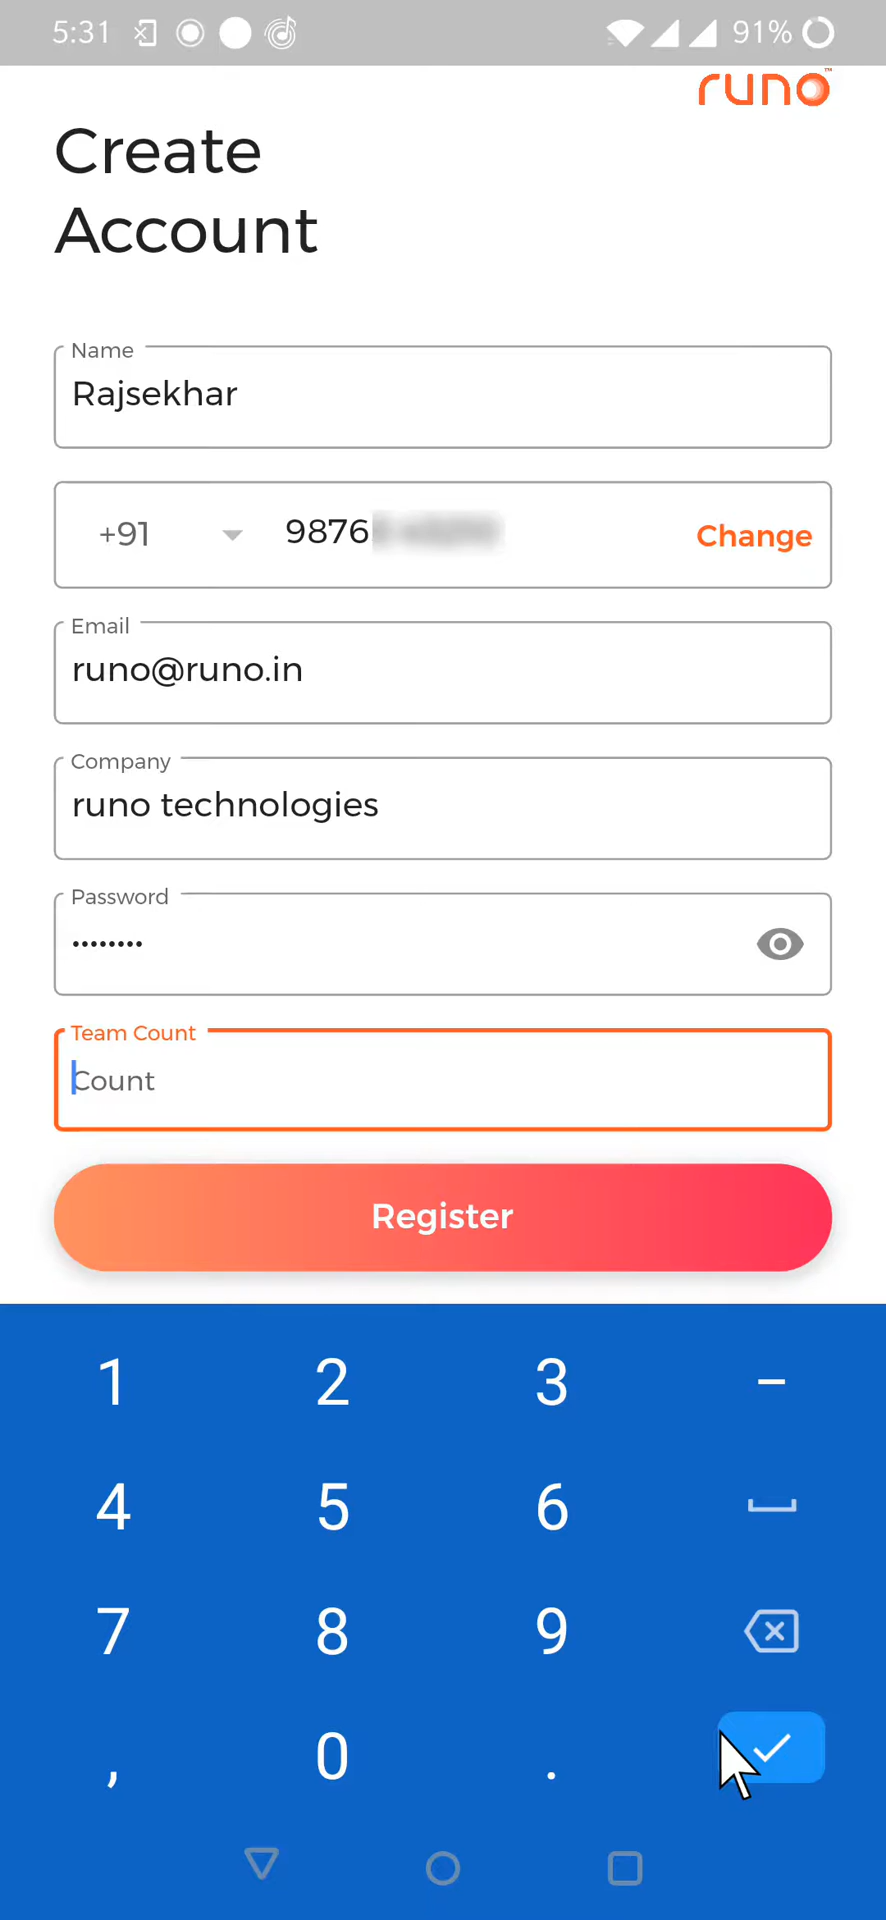 5:31 91%
runo™
Create
Account
Name
Rajsekhar
+91 9876 Change
Email
runo@runo.in
Company
runo technologies
Password
••••••••
Team Count
Count
Register
1 2 3 –
4 5 6
7 8 9
, 0 .